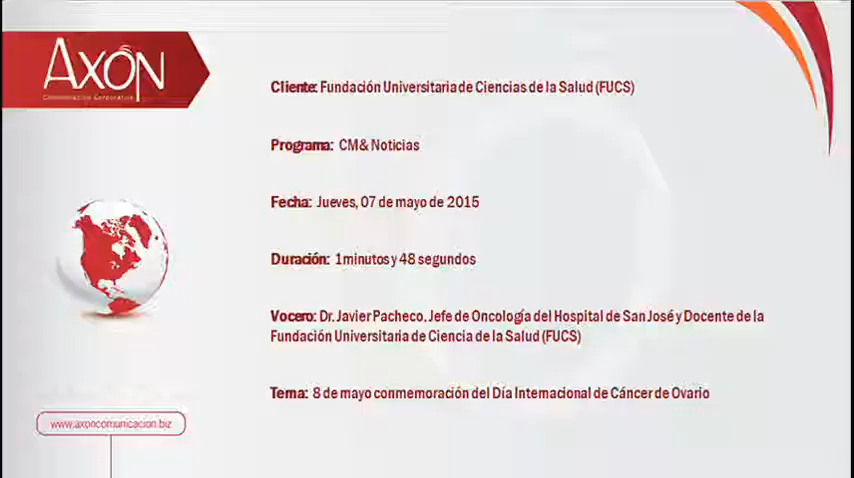 AXÓN
Comunicación Corporativa
Cliente: Fundación Universitaria de Ciencias de la Salud (FUCS)
Programa: CM& Noticias
Fecha: Jueves, 07 de mayo de 2015
Duración: 1minutos y 48 segundos
Vocero: Dr. Javier Pacheco, Jefe de Oncología del Hospital de San José y Docente de la
Fundación Universitaria de Ciencia de la Salud (FUCS)
Tema: 8 de mayo conmemoración del Día Internacional de Cáncer de Ovario
www.axoncomunicacion.biz